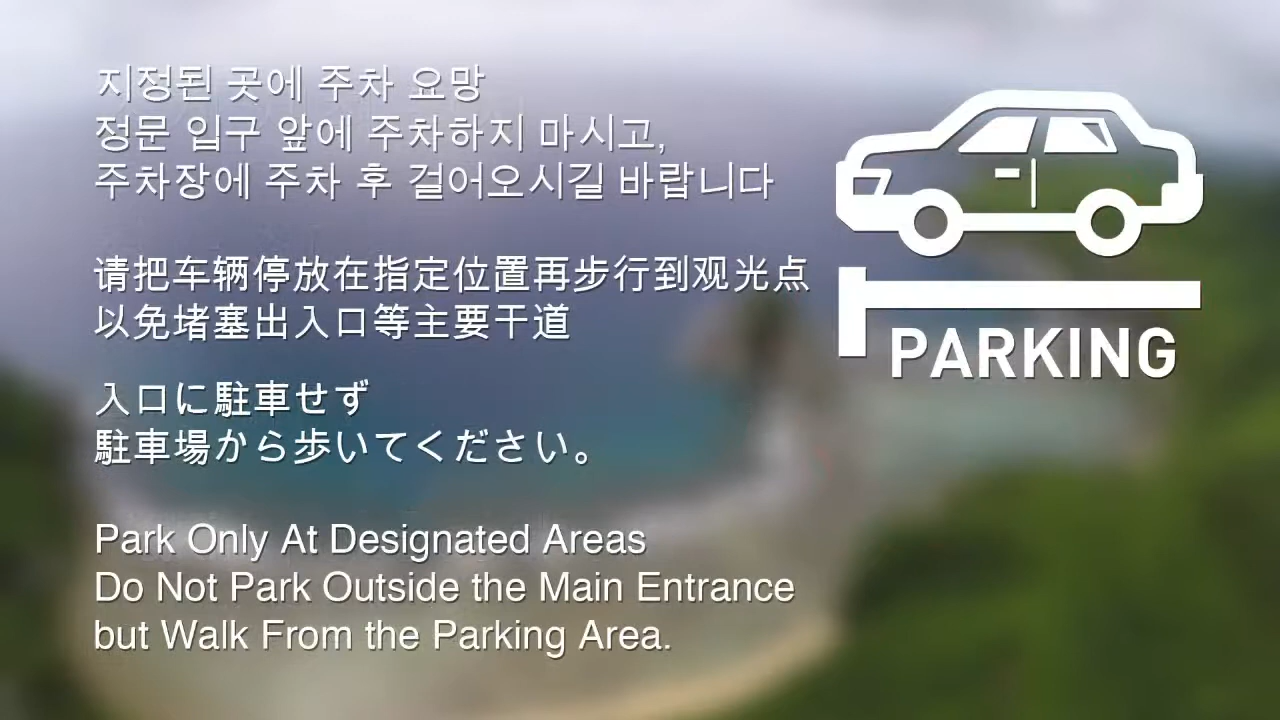 지정된 곳에 주차 요망
정문 입구 앞에 주차하지 마시고,
주차장에 주차 후 걸어오시길 바랍니다
请把车辆停放在指定位置再步行到观光点
以免堵塞出入口等主要干道
入口に駐車せず
駐車場から歩いてください。
Park Only At Designated Areas
Do Not Park Outside the Main Entrance
but Walk From the Parking Area.
PARKING